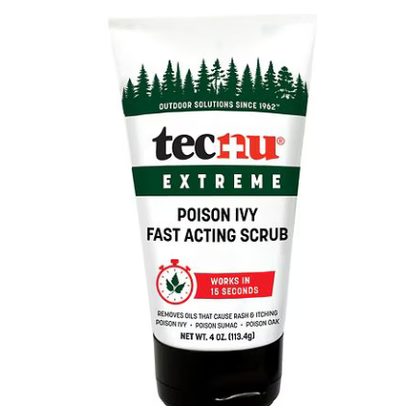 OUTDOOR SOLUTIONS SINCE 1962™
tecnu®
EXTREME
POISON IVY
FAST ACTING SCRUB
WORKS IN
15 SECONDS
REMOVES OILS THAT CAUSE RASH & ITCHING
POISON IVY • POISON SUMAC • POISON OAK
NET WT. 4 OZ. (113.4g)